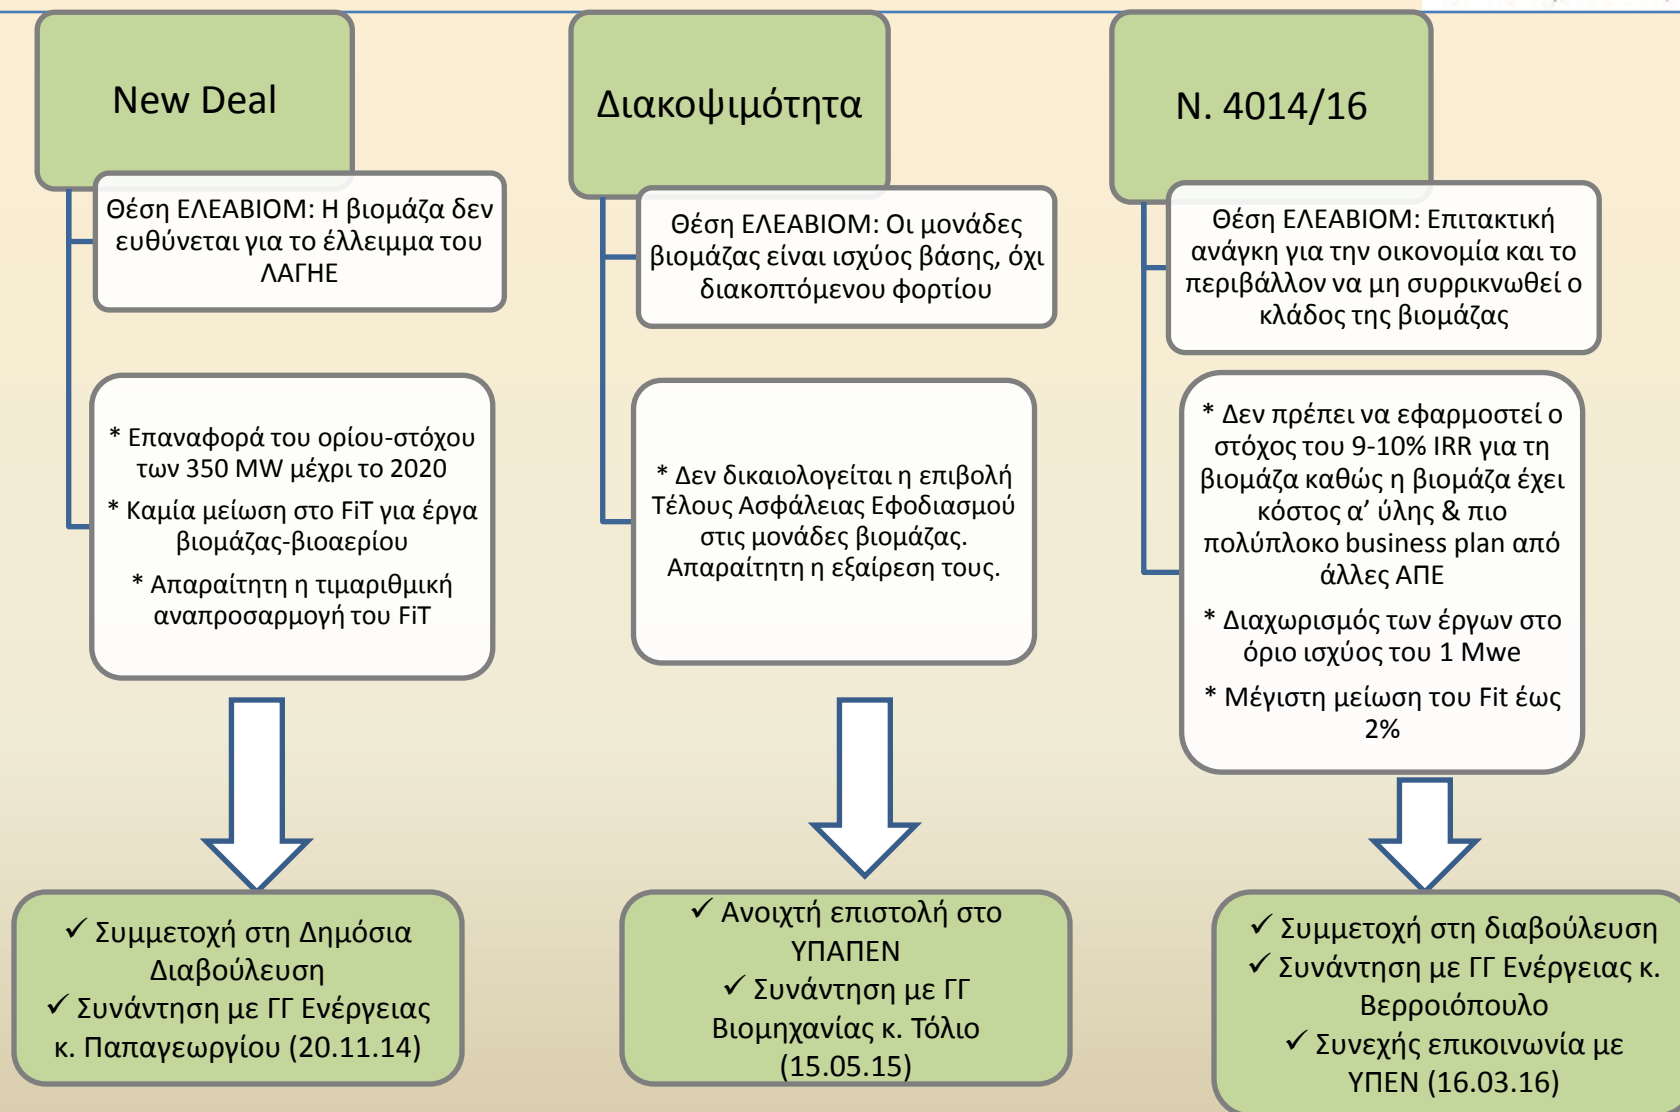 New Deal
Θέση ΕΛΕΑΒΙΟΜ: Η βιομάζα δεν
ευθύνεται για το έλλειμμα του
ΛΑΓΗΕ
* Επαναφορά του ορίου-στόχου
των 350 MW μέχρι το 2020
* Καμία μείωση στο FiT για έργα
βιομάζας-βιοαερίου
* Απαραίτητη η τιμαριθμική
αναπροσαρμογή του FiT
✓ Συμμετοχή στη Δημόσια
Διαβούλευση
✓ Συνάντηση με ΓΓ Ενέργειας
κ. Παπαγεωργίου (20.11.14)
Διακοψιμότητα
Θέση ΕΛΕΑΒΙΟΜ: Οι μονάδες
βιομάζας είναι ισχύος βάσης, όχι
διακοπτόμενου φορτίου
* Δεν δικαιολογείται η επιβολή
Τέλους Ασφάλειας Εφοδιασμού
στις μονάδες βιομάζας.
Απαραίτητη η εξαίρεση τους.
✓ Ανοιχτή επιστολή στο
ΥΠΑΠΕΝ
✓ Συνάντηση με ΓΓ
Βιομηχανίας κ. Τόλιο
(15.05.15)
Ν. 4014/16
Θέση ΕΛΕΑΒΙΟΜ: Επιτακτική
ανάγκη για την οικονομία και το
περιβάλλον να μη συρρικνωθεί ο
κλάδος της βιομάζας
* Δεν πρέπει να εφαρμοστεί ο
στόχος του 9-10% IRR για τη
βιομάζα καθώς η βιομάζα έχει
κόστος α’ ύλης & πιο
πολύπλοκο business plan από
άλλες ΑΠΕ
* Διαχωρισμός των έργων στο
όριο ισχύος του 1 Mwe
* Μέγιστη μείωση του Fit έως
2%
✓ Συμμετοχή στη διαβούλευση
✓ Συνάντηση με ΓΓ Ενέργειας κ.
Βερροιόπουλο
✓ Συνεχής επικοινωνία με
ΥΠΕΝ (16.03.16)